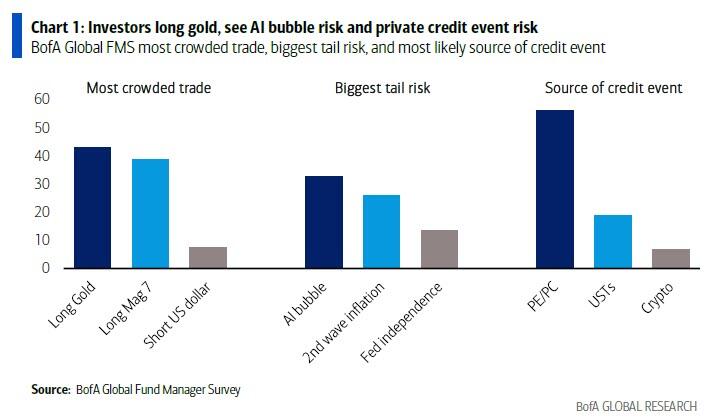 Chart 1: Investors long gold, see AI bubble risk and private credit event risk
BofA Global FMS most crowded trade, biggest tail risk, and most likely source of credit event
Most crowded trade
Biggest tail risk
Source of credit event
60
50
40
30
20
10
0
Long Gold
Long Mag 7
Short US dollar
AI bubble
2nd wave inflation
Fed independence
PE/PC
USTs
Crypto
Source: BofA Global Fund Manager Survey
BofA GLOBAL RESEARCH